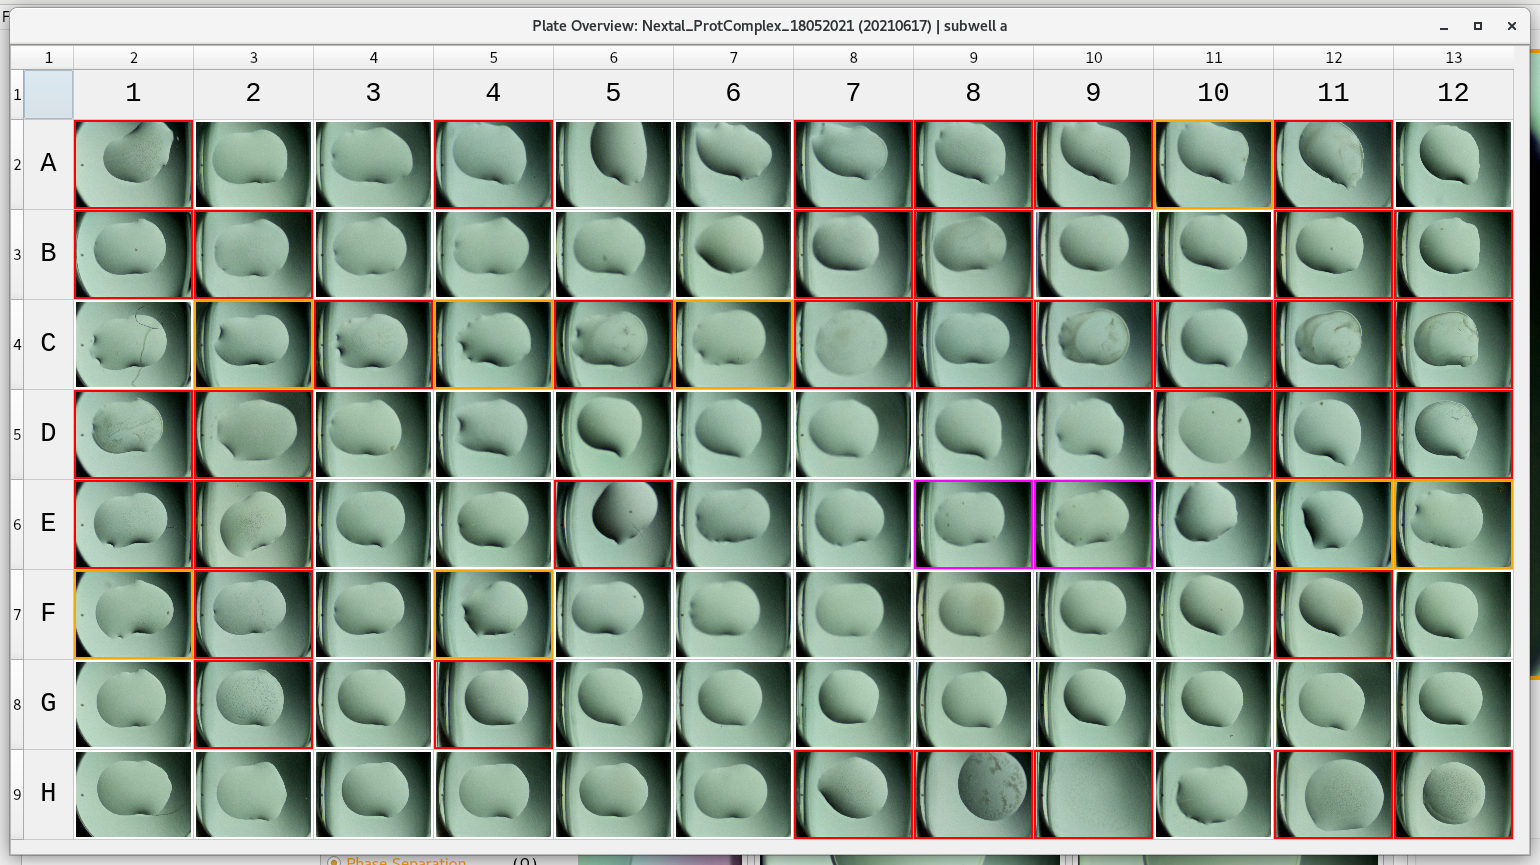 F
Plate Overview: Nextal_ProtComplex_18052021 (20210617) | subwell a
1 2 3 4 5 6 7 8 9 10 11 12 13
1 1 2 3 4 5 6 7 8 9 10 11 12
2 A
3 B
4 C
5 D
6 E
7 F
8 G
9 H
Phase Separation (0)